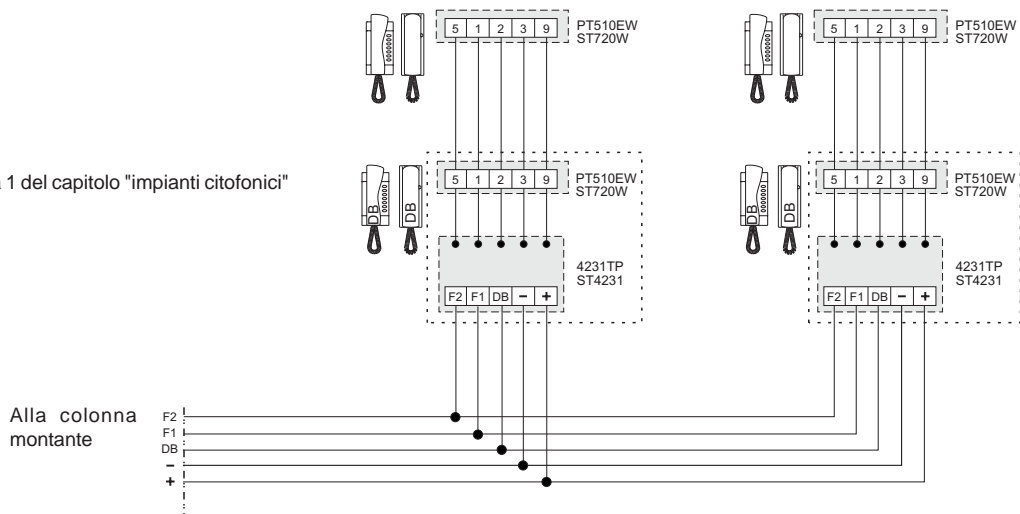 5 1 2 3 9
PT510EW
ST720W
5 1 2 3 9
PT510EW
ST720W
1 del capitolo "impianti citofonici"
DB
DB
5 1 2 3 9
PT510EW
ST720W
DB
DB
5 1 2 3 9
PT510EW
ST720W
4231TP
ST4231
F2 F1 DB − +
4231TP
ST4231
F2 F1 DB − +
Alla colonna
montante
F2
F1
DB
−
+